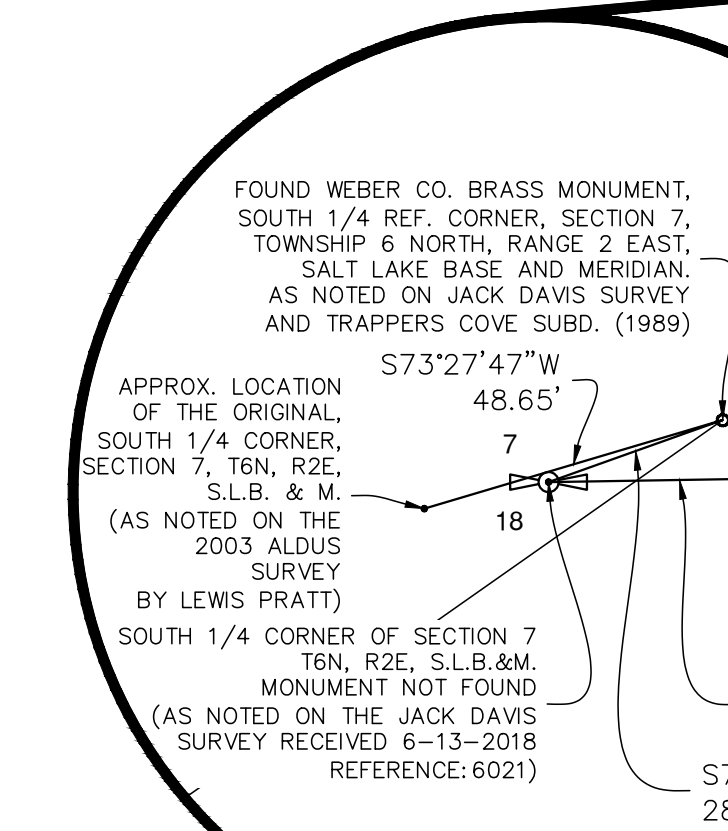 FOUND WEBER CO. BRASS MONUMENT,
SOUTH 1/4 REF. CORNER, SECTION 7,
TOWNSHIP 6 NORTH, RANGE 2 EAST,
SALT LAKE BASE AND MERIDIAN.
AS NOTED ON JACK DAVIS SURVEY
AND TRAPPERS COVE SUBD. (1989)
S73°27'47"W
48.65'
APPROX. LOCATION
OF THE ORIGINAL,
SOUTH 1/4 CORNER,
SECTION 7, T6N, R2E,
S.L.B. & M.
(AS NOTED ON THE
2003 ALDUS
SURVEY
BY LEWIS PRATT)
7
18
SOUTH 1/4 CORNER OF SECTION 7
T6N, R2E, S.L.B.&M.
MONUMENT NOT FOUND
(AS NOTED ON THE JACK DAVIS
SURVEY RECEIVED 6-13-2018
REFERENCE: 6021)
S7
28